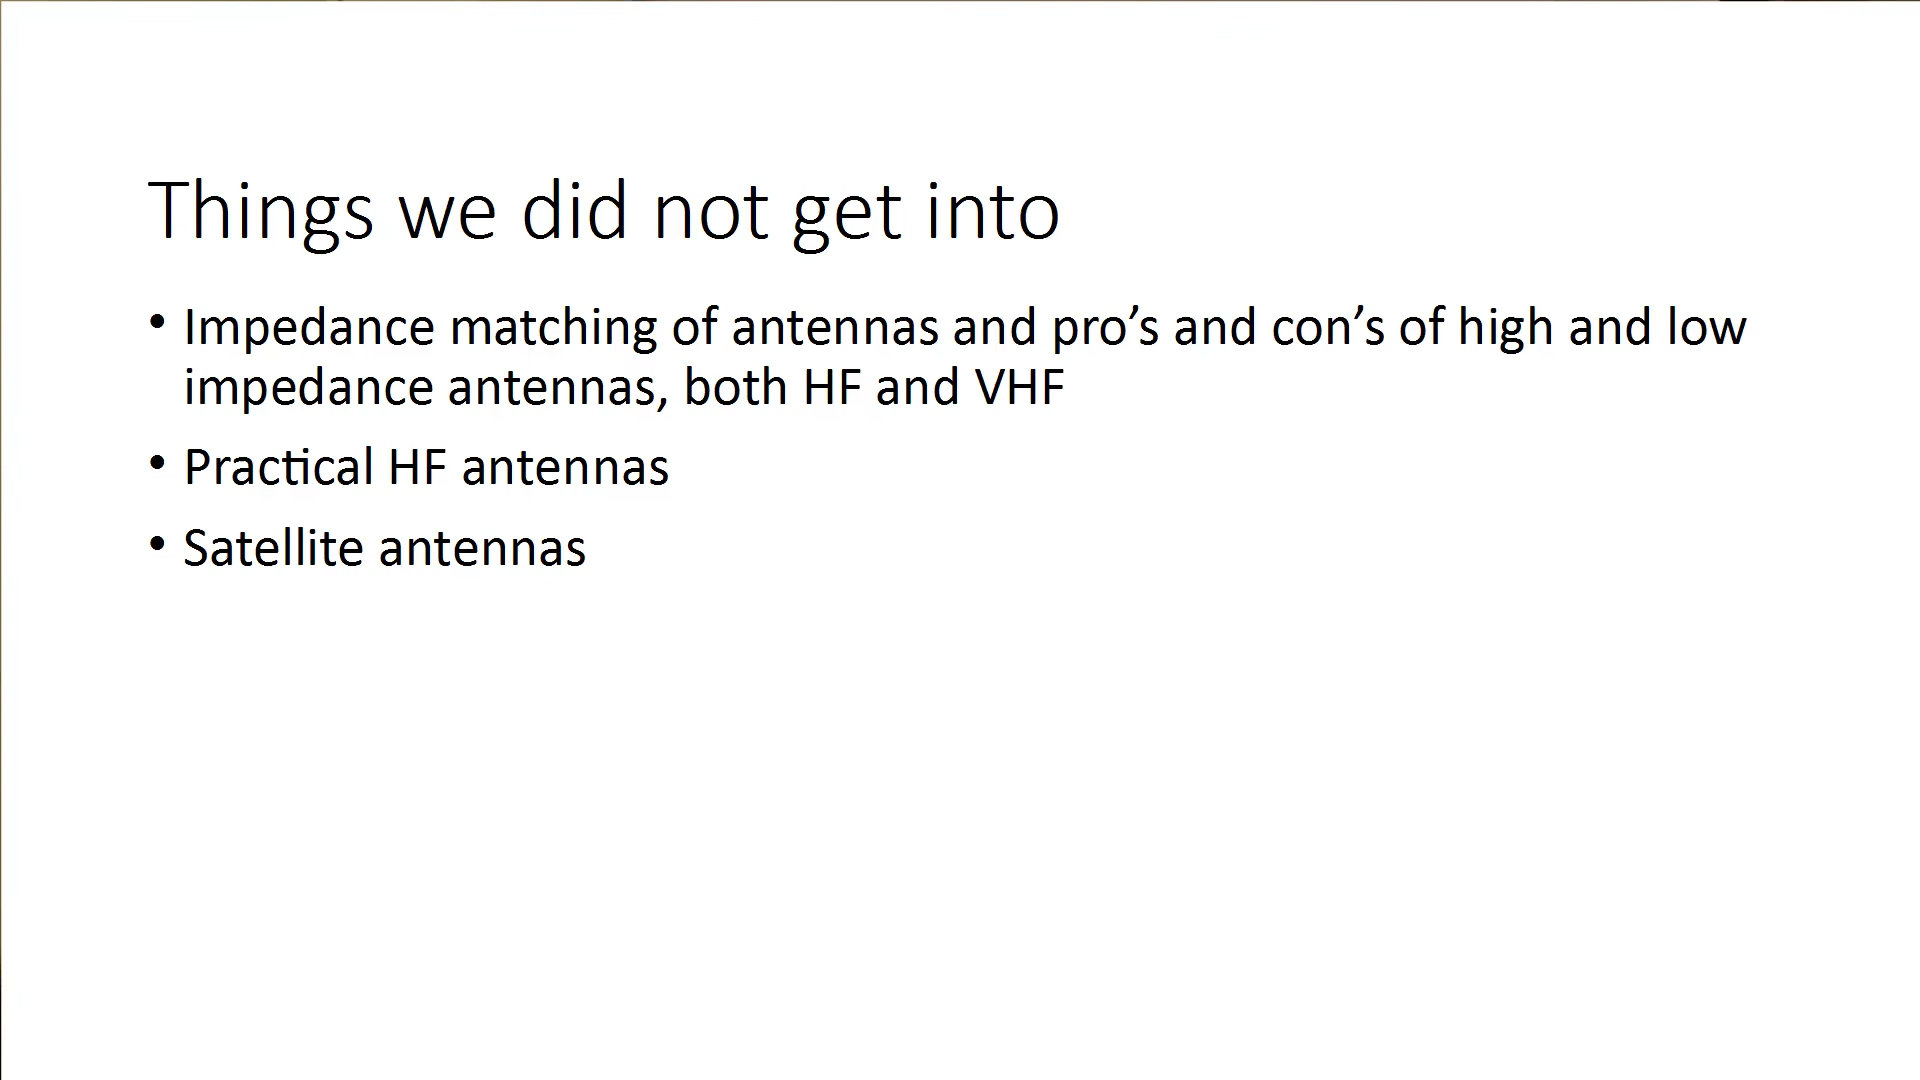 Things we did not get into
• Impedance matching of antennas and pro’s and con’s of high and low
impedance antennas, both HF and VHF
• Practical HF antennas
• Satellite antennas